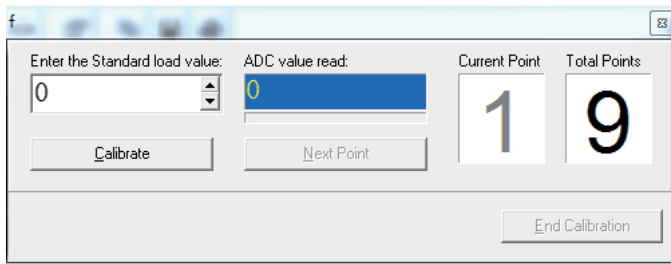 f
Enter the Standard load value:
ADC value read:
Current Point
Total Points
0
0
1
9
Calibrate
Next Point
End Calibration